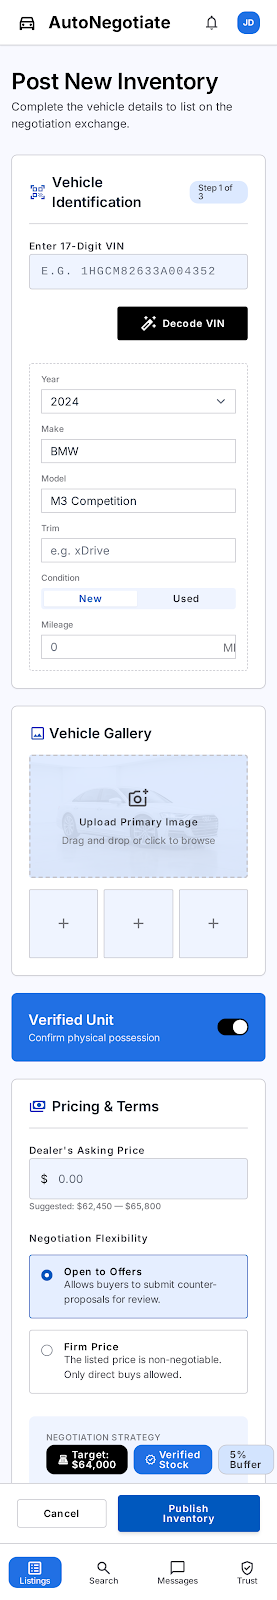 AutoNegotiate
JD
Post New Inventory
Complete the vehicle details to list on the
negotiation exchange.
Vehicle
Identification
Step 1 of
3
Enter 17-Digit VIN
E.G. 1HGCM82633A004352
Decode VIN
Year
2024
Make
BMW
Model
M3 Competition
Trim
e.g. xDrive
Condition
New
Used
Mileage
0
MI
Vehicle Gallery
Upload Primary Image
Drag and drop or click to browse
Verified Unit
Confirm physical possession
Pricing & Terms
Dealer's Asking Price
$ 0.00
Suggested: $62,450 — $65,800
Negotiation Flexibility
Open to Offers
Allows buyers to submit counter-
proposals for review.
Firm Price
The listed price is non-negotiable.
Only direct buys allowed.
NEGOTIATION STRATEGY
Target:
$64,000
Verified
Stock
5%
Buffer
Cancel
Publish
Inventory
Listings
Search
Messages
Trust